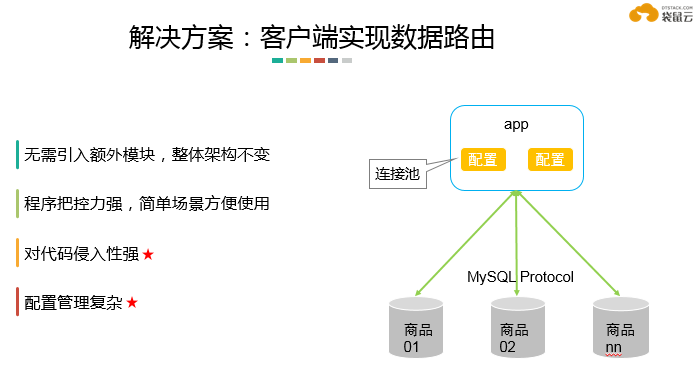 DTSTACK.COM
袋鼠云
解决方案：客户端实现数据路由
无需引入额外模块，整体架构不变
程序把控力强，简单场景方便使用
对代码侵入性强★
配置管理复杂★
app
配置
配置
连接池
MySQL Protocol
商品
01
商品
02
商品
nn